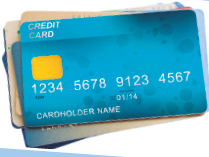 CREDIT
CARD
1234 5678 9123 4567
01/14
CARDHOLDER NAME